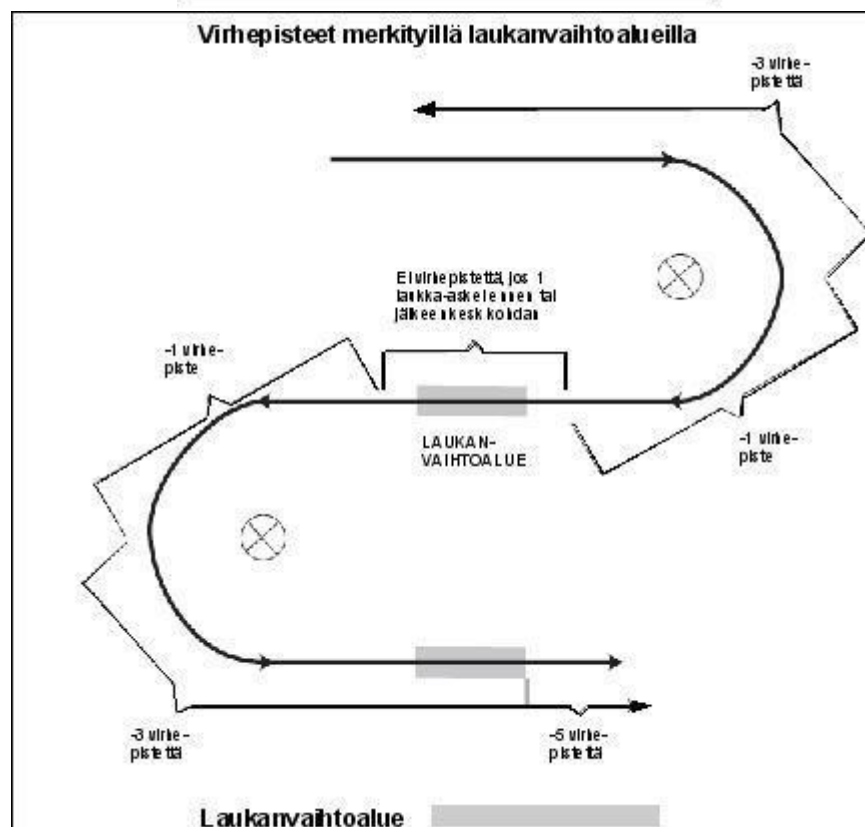 Virhepisteet merkityillä laukanvaihtoalueilla
-3 virhe-
pistettä
Ei virhepistettä, jos 1
laukka-askel ennen tai
jälkeen keskikohdan
-1 virhe-
piste
LAUKAN-
VAIHTOALUE
-1 virhe-
piste
-3 virhe-
pistettä
-5 virhe-
pistettä
Laukanvaihtoalue